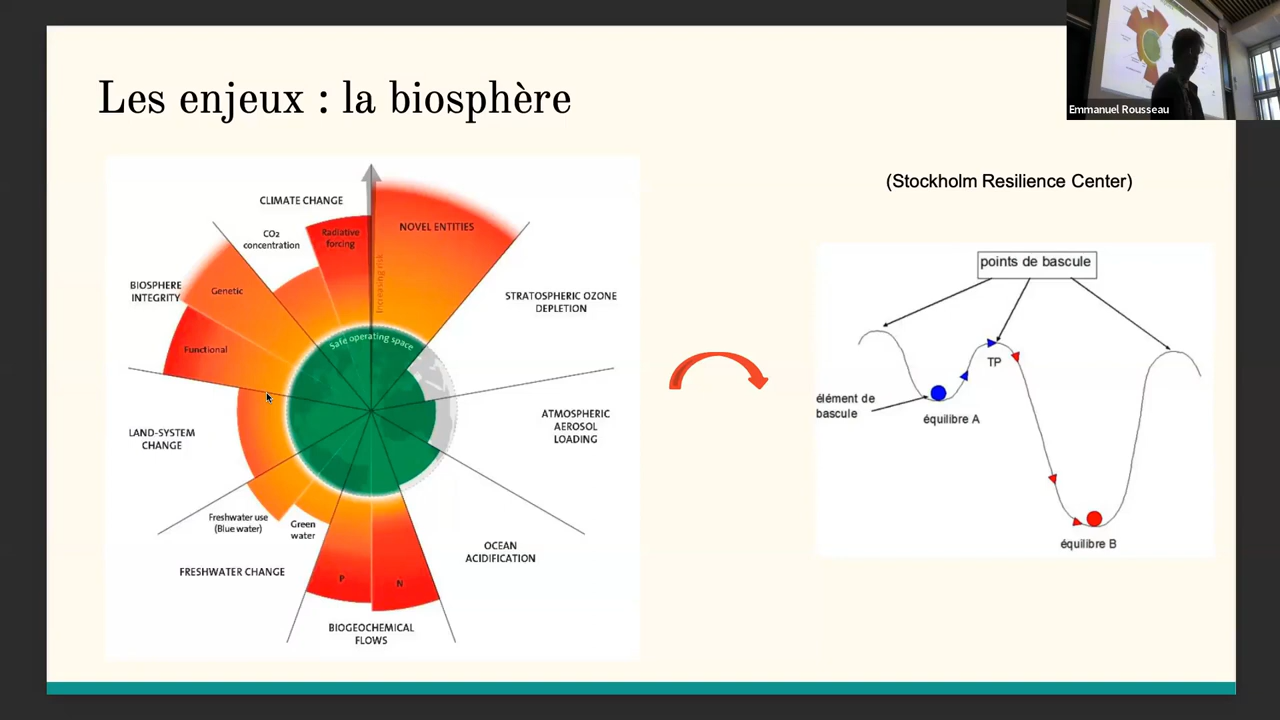 Les enjeux : la biosphère
Emmanuel Rousseau
(Stockholm Resilience Center)
CLIMATE CHANGE
CO2
concentration
Radiative
forcing
NOVEL ENTITIES
Increasing risk
BIOSPHERE
INTEGRITY
Genetic
Functional
STRATOSPHERIC OZONE
DEPLETION
Safe operating space
LAND-SYSTEM
CHANGE
ATMOSPHERIC
AEROSOL
LOADING
Freshwater use
(Blue water)
Green
water
FRESHWATER CHANGE
P
N
OCEAN
ACIDIFICATION
BIOGEOCHEMICAL
FLOWS
points de bascule
TP
élément de
bascule
équilibre A
équilibre B